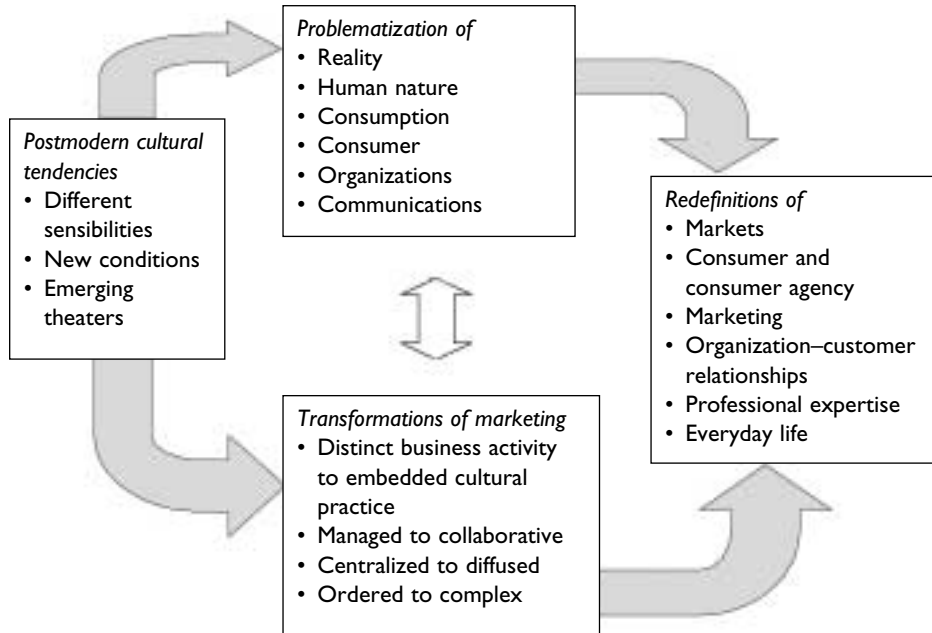 Problematization of
• Reality
• Human nature
• Consumption
• Consumer
• Organizations
• Communications
Postmodern cultural
tendencies
• Different
sensibilities
• New conditions
• Emerging
theaters
Redefinitions of
• Markets
• Consumer and
consumer agency
• Marketing
• Organization–customer
relationships
• Professional expertise
• Everyday life
Transformations of marketing
• Distinct business activity
to embedded cultural
practice
• Managed to collaborative
• Centralized to diffused
• Ordered to complex